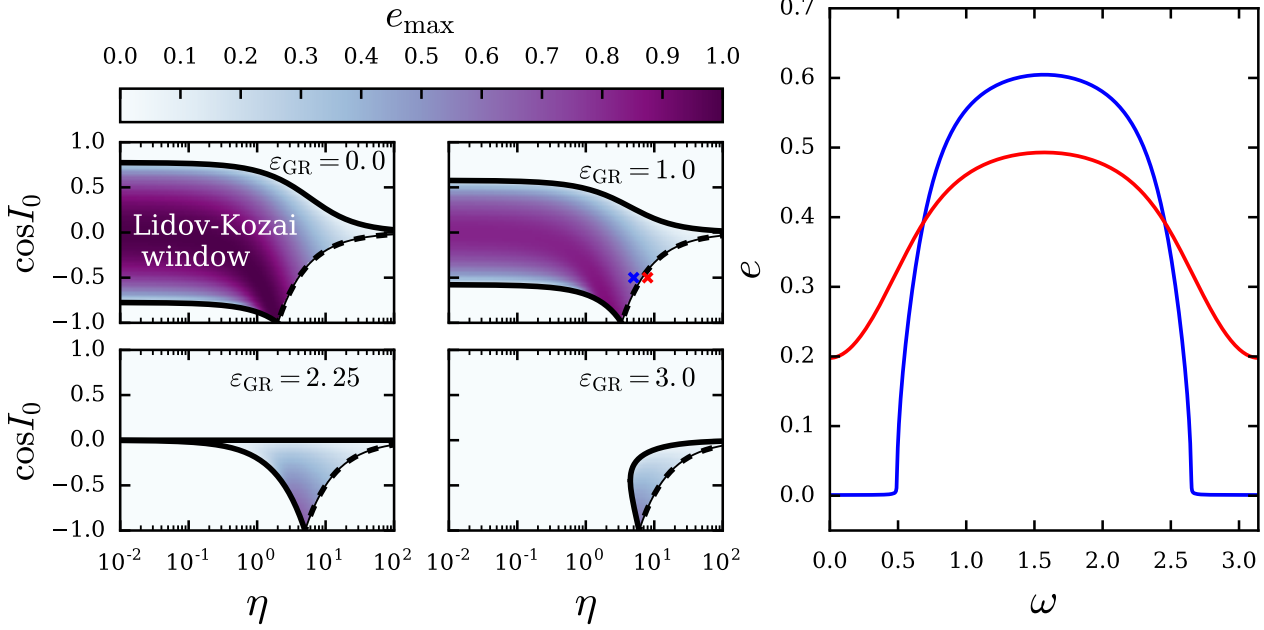 e_max
0.0 0.1 0.2 0.3 0.4 0.5 0.6 0.7 0.8 0.9 1.0
cosI_0
1.0
0.5
0.0
−0.5
−1.0
ε_GR = 0.0
Lidov-Kozai
window
ε_GR = 1.0
cosI_0
1.0
0.5
0.0
−0.5
−1.0
ε_GR = 2.25
ε_GR = 3.0
10^-2 10^-1 10^0 10^1 10^2
η
10^-2 10^-1 10^0 10^1 10^2
η
e
0.7
0.6
0.5
0.4
0.3
0.2
0.1
0.0
0.0 0.5 1.0 1.5 2.0 2.5 3.0
ω